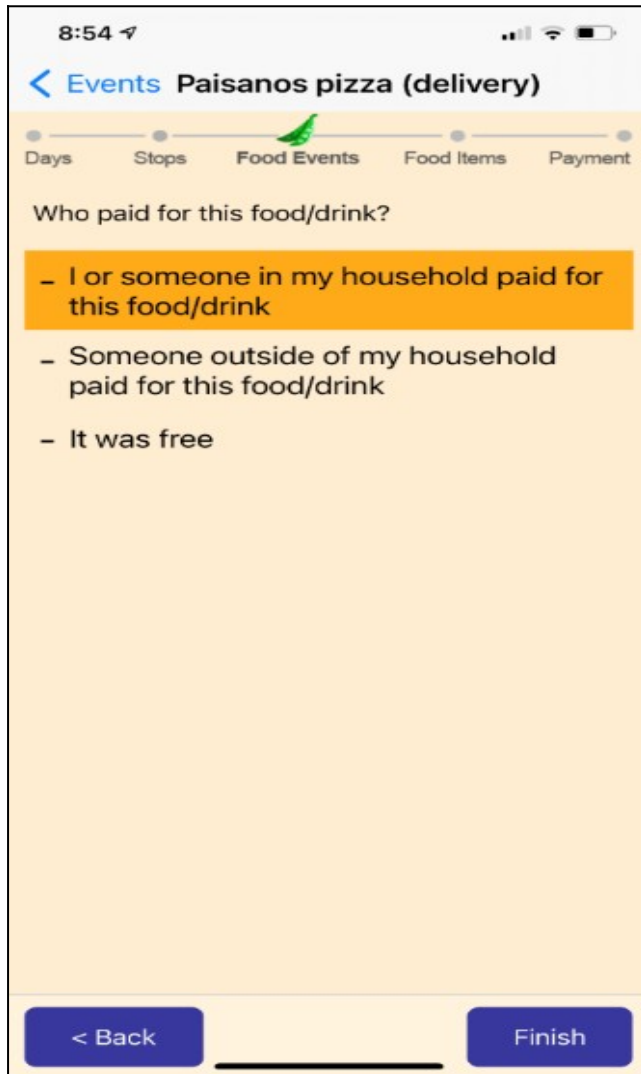 8:54
Events Paisanos pizza (delivery)
Days Stops Food Events Food Items Payment
Who paid for this food/drink?
– I or someone in my household paid for
this food/drink
– Someone outside of my household
paid for this food/drink
– It was free
< Back Finish